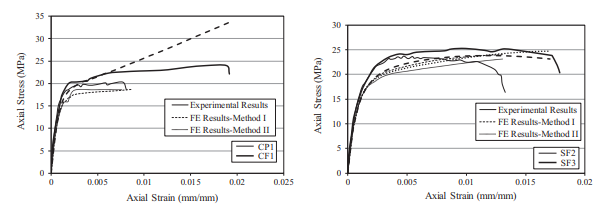 35
30
25
20
15
10
5
0
Axial Stress (MPa)
Experimental Results
FE Results-Method I
FE Results-Method II
CP1
CF1
0 0.005 0.01 0.015 0.02 0.025
Axial Strain (mm/mm)
30
25
20
15
10
5
0
Axial Stress (MPa)
Experimental Results
FE Results-Method I
FE Results-Method II
SF2
SF3
0 0.005 0.01 0.015 0.02
Axial Strain (mm/mm)